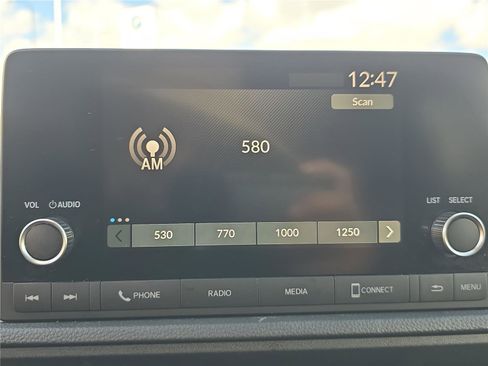 12:47
Scan
AM
580
VOL AUDIO
LIST SELECT
530 770 1000 1250
PHONE RADIO MEDIA CONNECT MENU